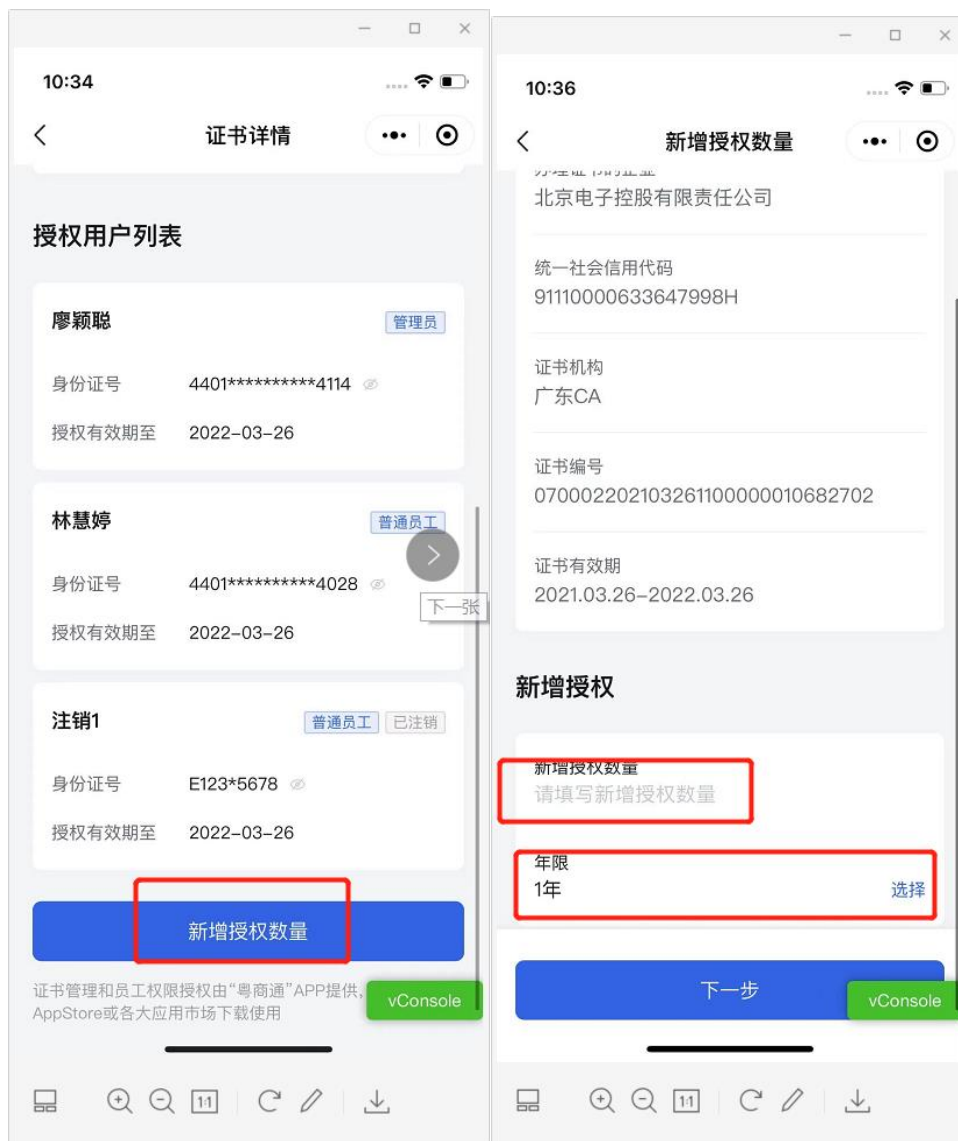 10:34
证书详情
授权用户列表
廖颖聪
管理员
身份证号 4401**********4114
授权有效期至 2022-03-26
林慧婷
普通员工
身份证号 4401**********4028
下一张
授权有效期至 2022-03-26
注销1
普通员工 已注销
身份证号 E123*5678
授权有效期至 2022-03-26
新增授权数量
证书管理和员工权限授权由“粤商通”APP提供,
AppStore或各大应用市场下载使用
vConsole
1:1
10:36
新增授权数量
办理证书的企业
北京电子控股有限责任公司
统一社会信用代码
91110000633647998H
证书机构
广东CA
证书编号
070002202103261100000010682702
证书有效期
2021.03.26-2022.03.26
新增授权
新增授权数量
请填写新增授权数量
年限
1年 选择
下一步
vConsole
1:1